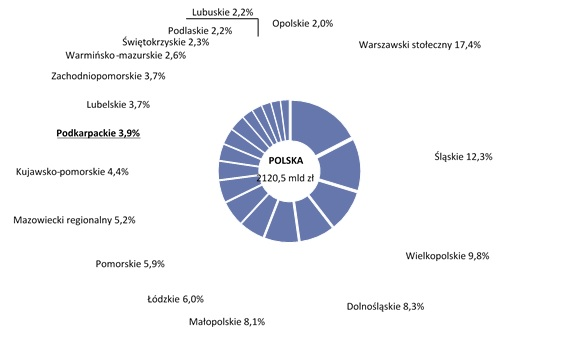 Lubuskie 2,2%
Opolskie 2,0%
Podlaskie 2,2%
Świętokrzyskie 2,3%
Warszawski stołeczny 17,4%
Warmińsko-mazurskie 2,6%
Zachodniopomorskie 3,7%
Lubelskie 3,7%
Podkarpackie 3,9%
POLSKA
2120,5 mld zł
Śląskie 12,3%
Kujawsko-pomorskie 4,4%
Mazowiecki regionalny 5,2%
Wielkopolskie 9,8%
Pomorskie 5,9%
Łódzkie 6,0%
Dolnośląskie 8,3%
Małopolskie 8,1%